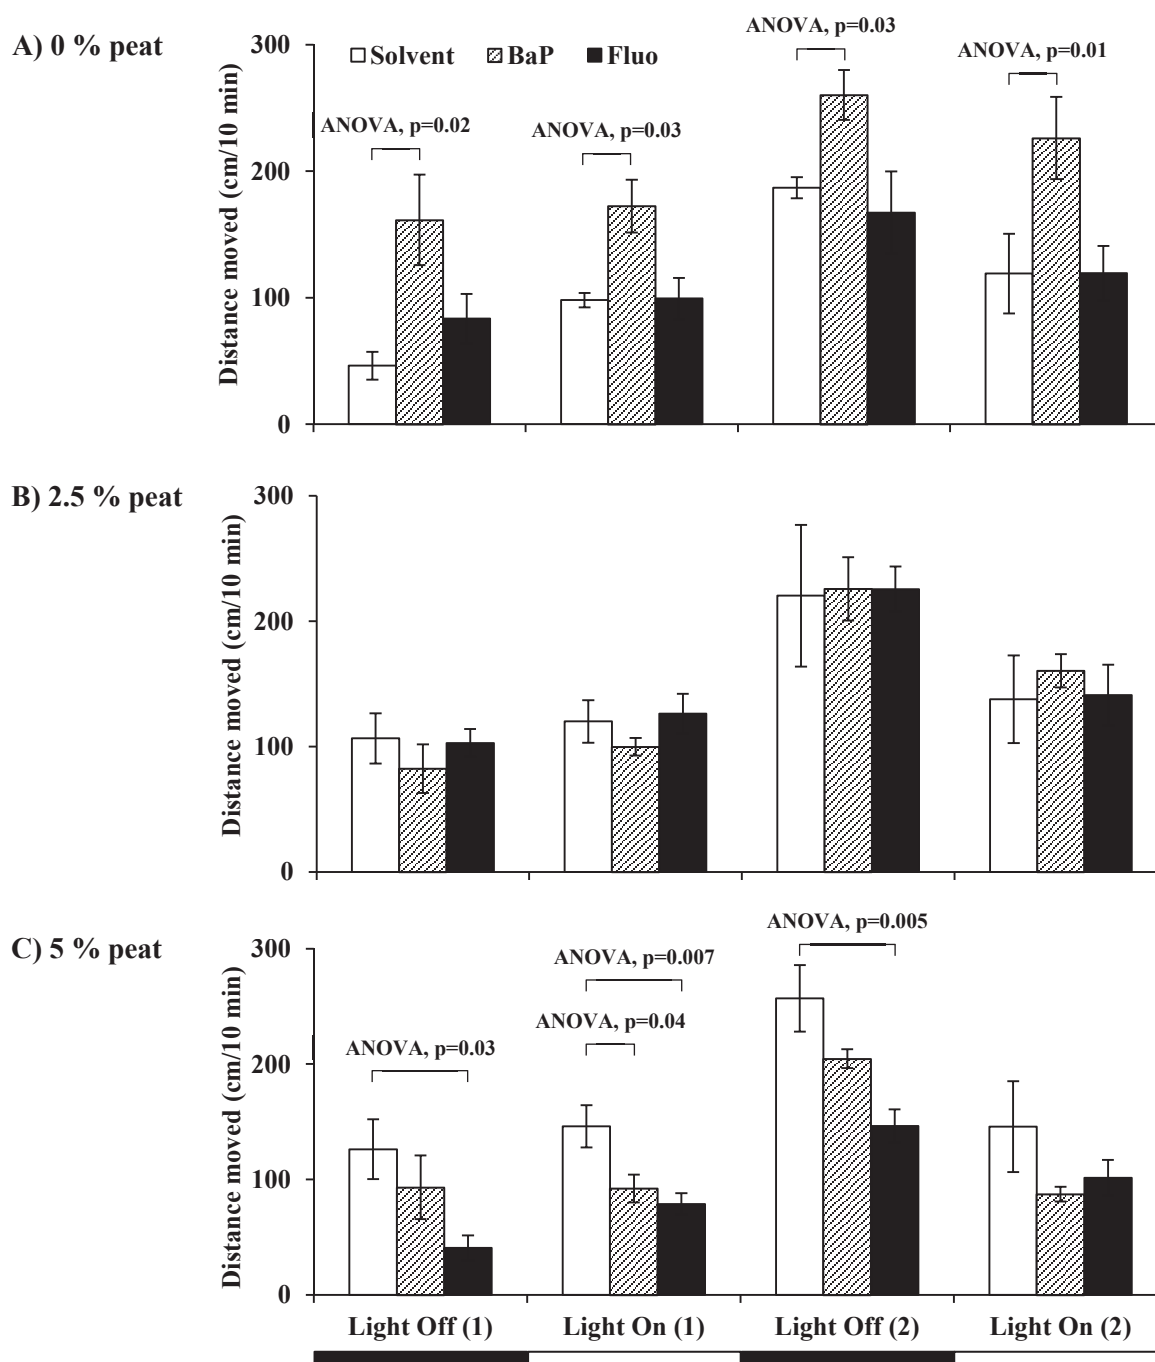 A) 0 % peat
Distance moved (cm/10 min)
300
200
100
0
Solvent BaP Fluo
ANOVA, p=0.02
ANOVA, p=0.03
ANOVA, p=0.03
ANOVA, p=0.01
B) 2.5 % peat
Distance moved (cm/10 min)
300
200
100
0
C) 5 % peat
Distance moved (cm/10 min)
300
200
100
0
ANOVA, p=0.03
ANOVA, p=0.007
ANOVA, p=0.04
ANOVA, p=0.005
Light Off (1) Light On (1) Light Off (2) Light On (2)